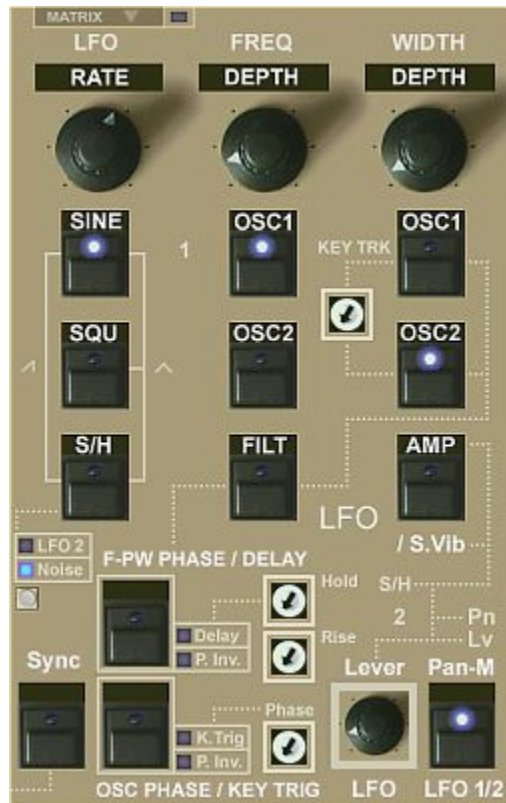 MATRIX
LFO FREQ WIDTH
RATE DEPTH DEPTH
SINE OSC1 OSC1
1 KEY TRK
SQU OSC2 OSC2
S/H FILT AMP
LFO
LFO 2 / S.Vib
Noise F-PW PHASE / DELAY
Hold S/H
2 Pn
Delay Rise Lv
P. Inv.
Sync Lever Pan-M
Phase
K.Trig
P. Inv.
OSC PHASE / KEY TRIG LFO LFO 1/2